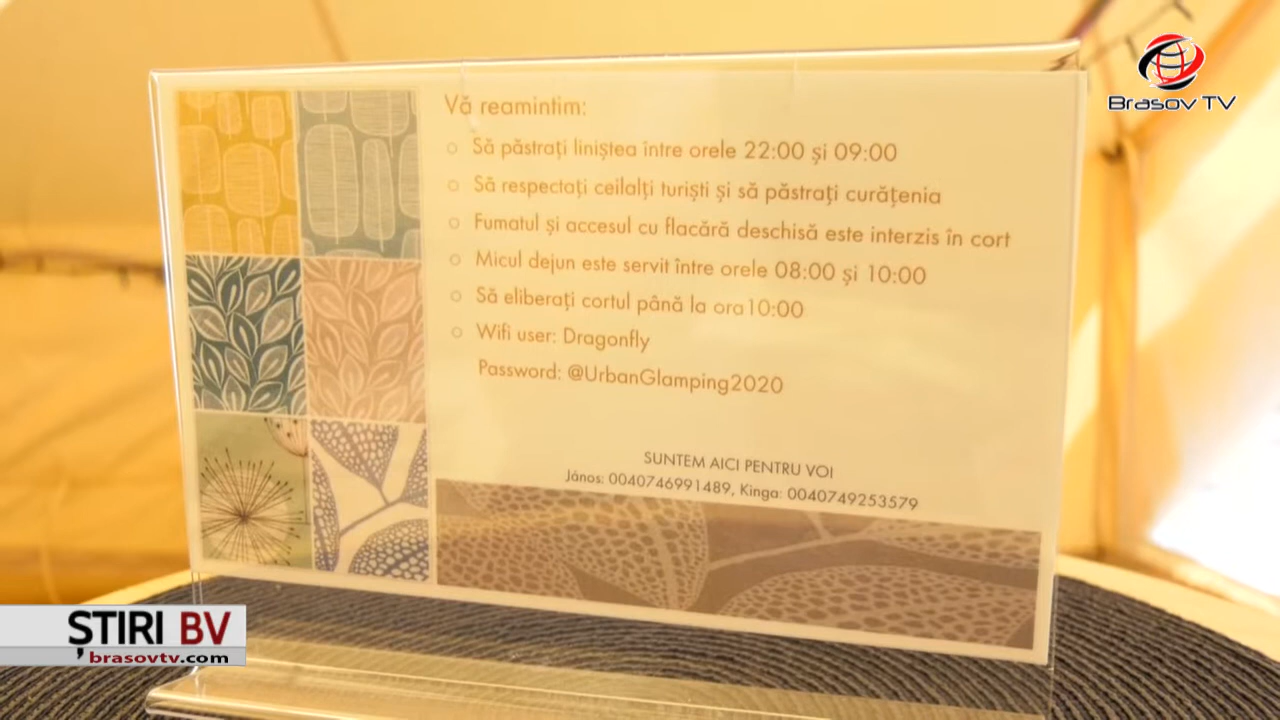 Brasov TV
Vă reamintim:
Să păstrați liniștea între orele 22:00 și 09:00
Să respectați ceilalți turiști și să păstrați curățenia
Fumatul și accesul cu flacără deschisă este interzis în cort
Micul dejun este servit între orele 08:00 și 10:00
Să eliberați cortul până la ora10:00
Wifi user: Dragonfly
Password: @UrbanGlamping2020
SUNTEM AICI PENTRU VOI
János: 0040746991489, Kinga: 0040749253579
ȘTIRI BV
brasovtv.com